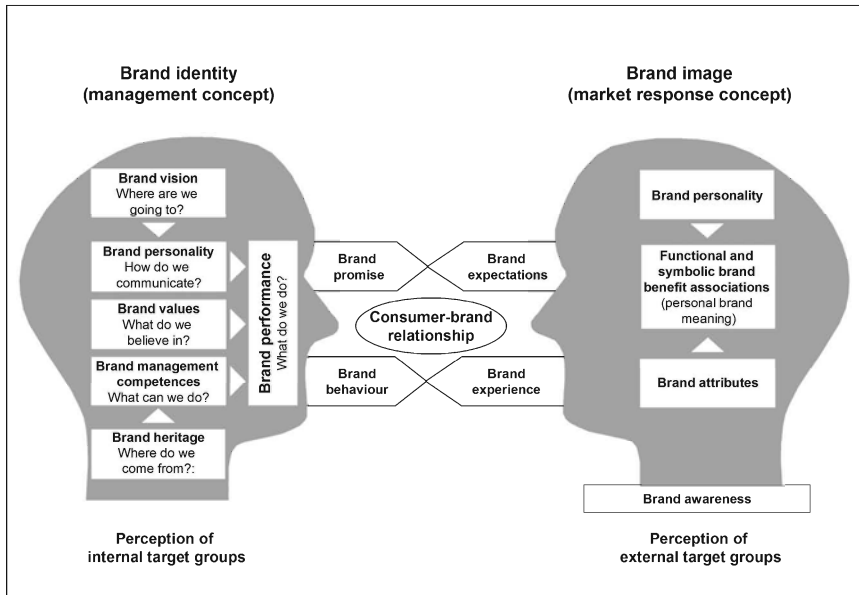 Brand identity
(management concept)
Brand image
(market response concept)
Brand vision
Where are we
going to?
Brand personality
How do we
communicate?
Brand values
What do we
believe in?
Brand management
competences
What can we do?
Brand heritage
Where do we
come from?:
Brand performance
What do we do?
Brand
promise
Brand
expectations
Consumer-brand
relationship
Brand
behaviour
Brand
experience
Brand personality
Functional and
symbolic brand
benefit associations
(personal brand
meaning)
Brand attributes
Brand awareness
Perception of
internal target groups
Perception of
external target groups